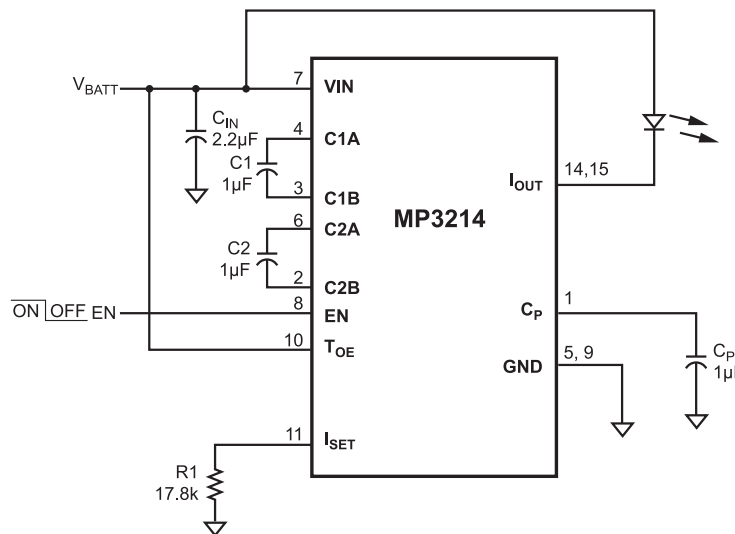 V_BATT
7
VIN
C_IN
2.2µF
4
C1A
C1
1µF
3
C1B
6
C2A
C2
1µF
2
C2B
ON OFF EN
8
EN
10
T_OE
11
I_SET
R1
17.8k
MP3214
14,15
I_OUT
1
C_P
5, 9
GND
C_P